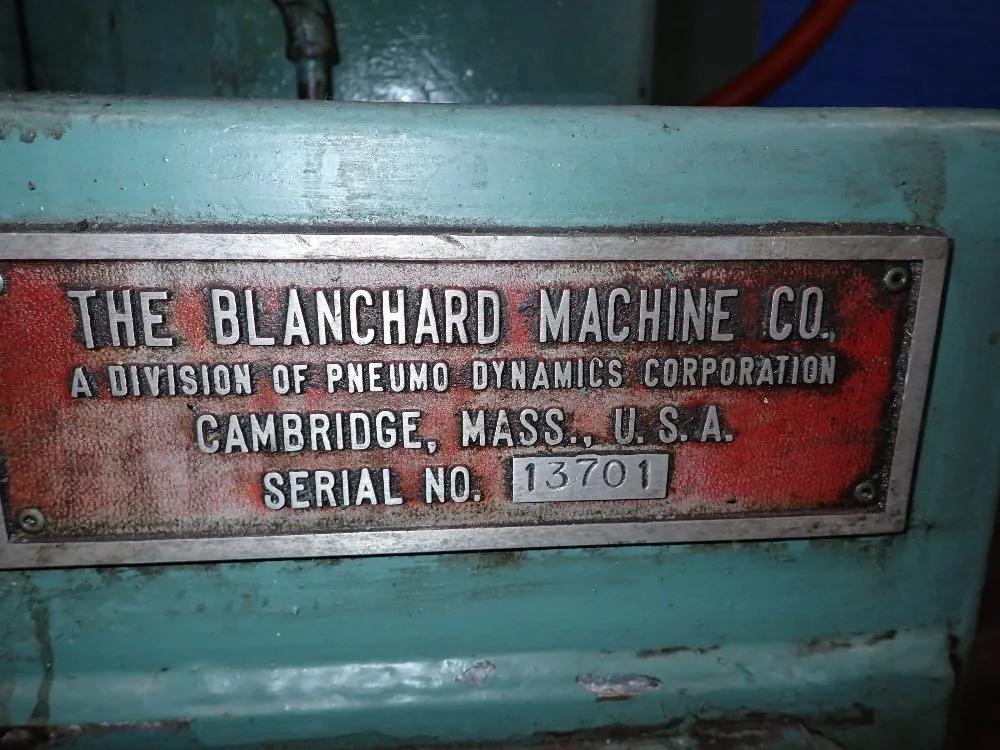 THE BLANCHARD MACHINE CO.,
A DIVISION OF PNEUMO DYNAMICS CORPORATION
CAMBRIDGE, MASS., U.S.A.
SERIAL NO. 13701